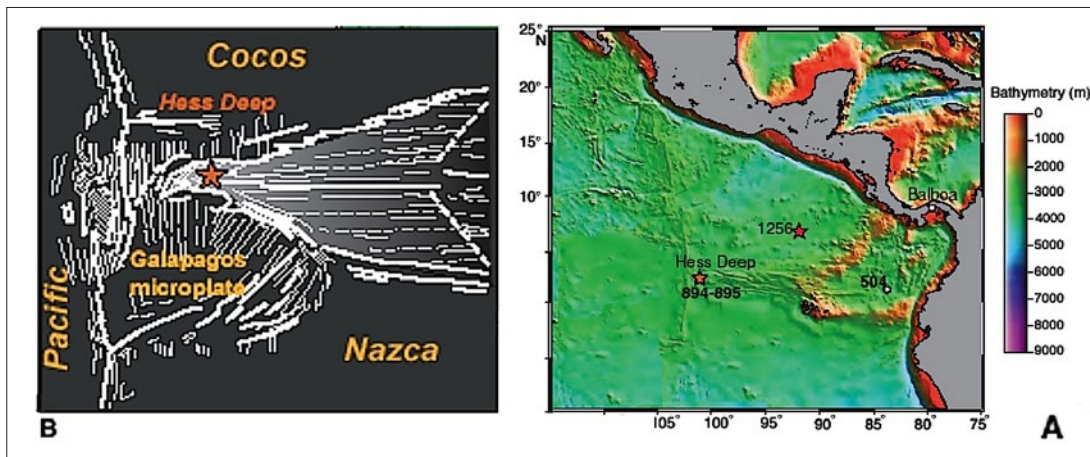 Cocos
Hess Deep
Galapagos
microplate
Pacific
Nazca
B
25°
N
20°
15°
10°
1256
Hess Deep
894-895
504
Balboa
105°
100°
95°
90°
85°
80°
75°
Bathymetry (m)
0
-1000
-2000
-3000
-4000
-5000
-6000
-7000
-8000
-9000
A